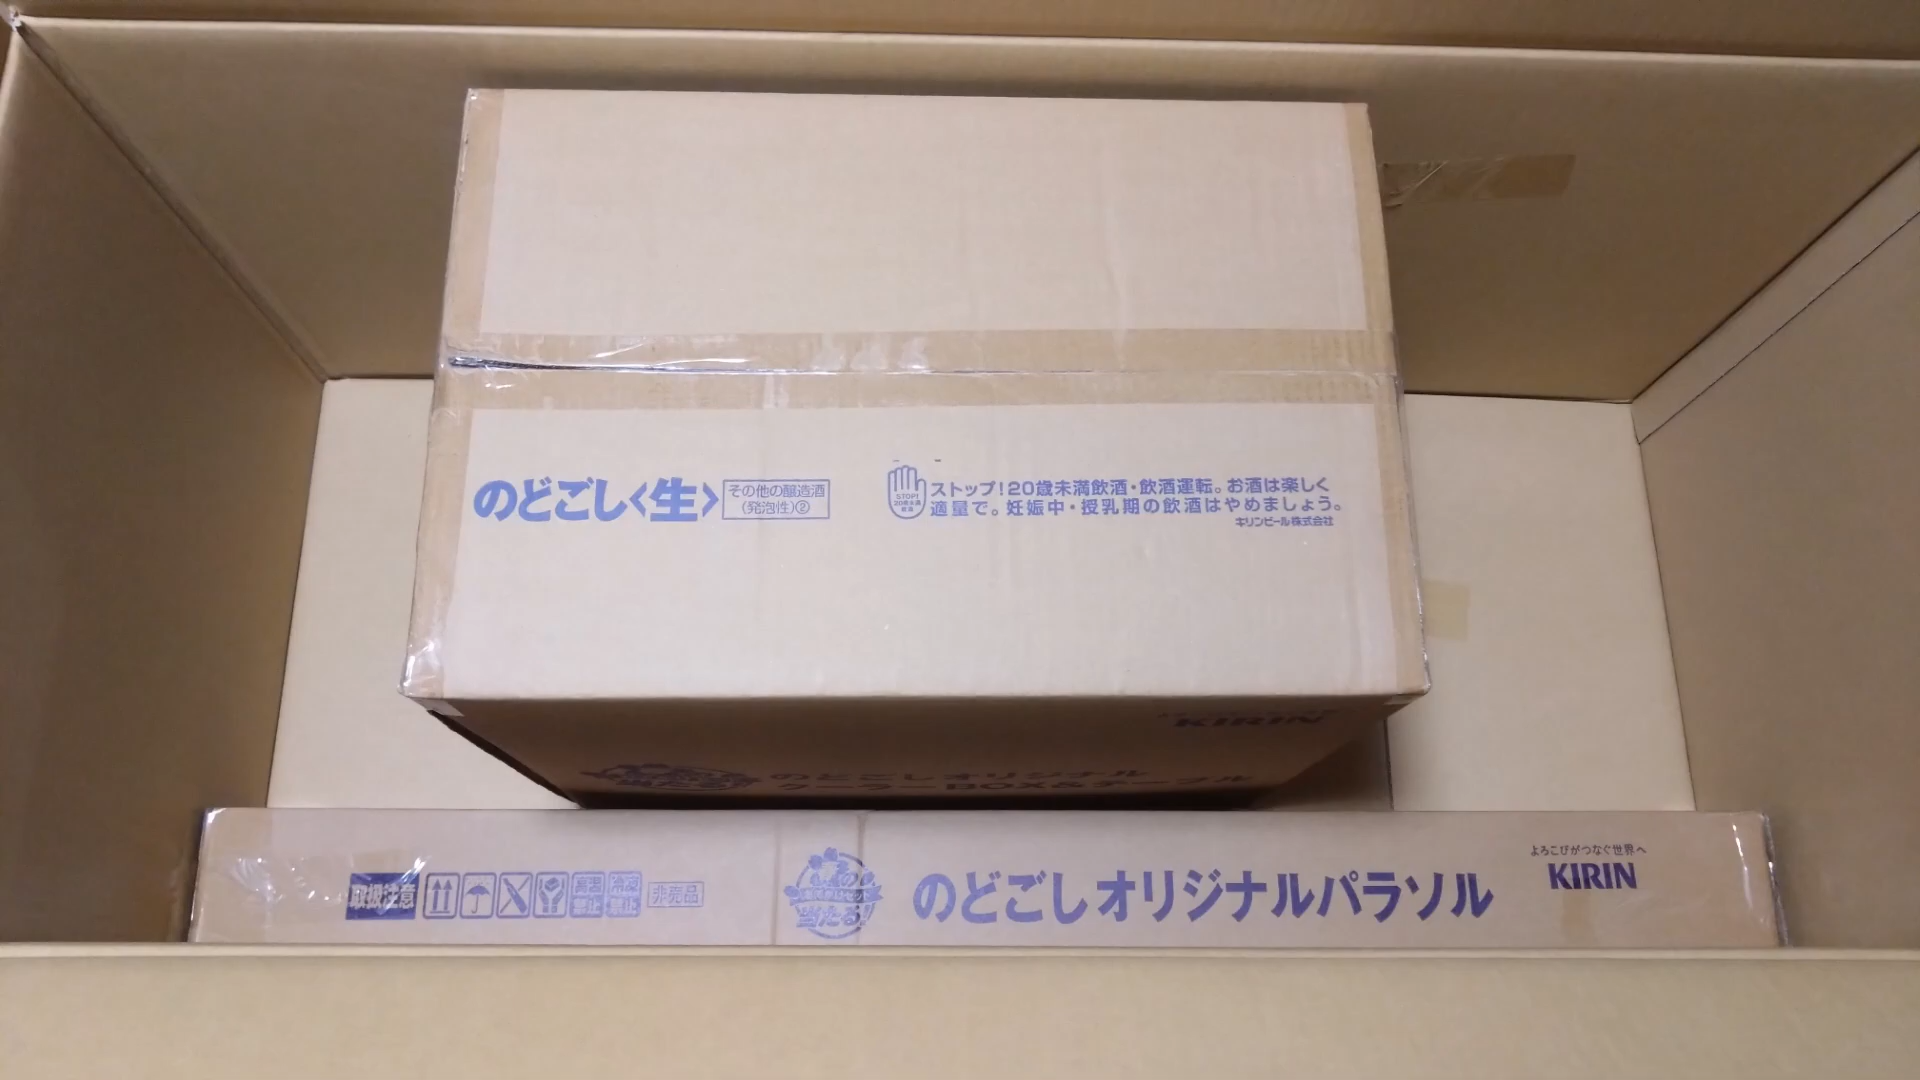 のどごし〈生〉
その他の醸造酒
(発泡性)②
STOP!
ストップ!20歳未満飲酒・飲酒運転。お酒は楽しく
適量で。妊娠中・授乳期の飲酒はやめましょう。
キリンビール株式会社
KIRIN
のどごしオリジナル
クーラーBOX&テーブル
取扱注意
非売品
当たる!
のどごしオリジナルパラソル
よろこびがつなぐ世界へ
KIRIN